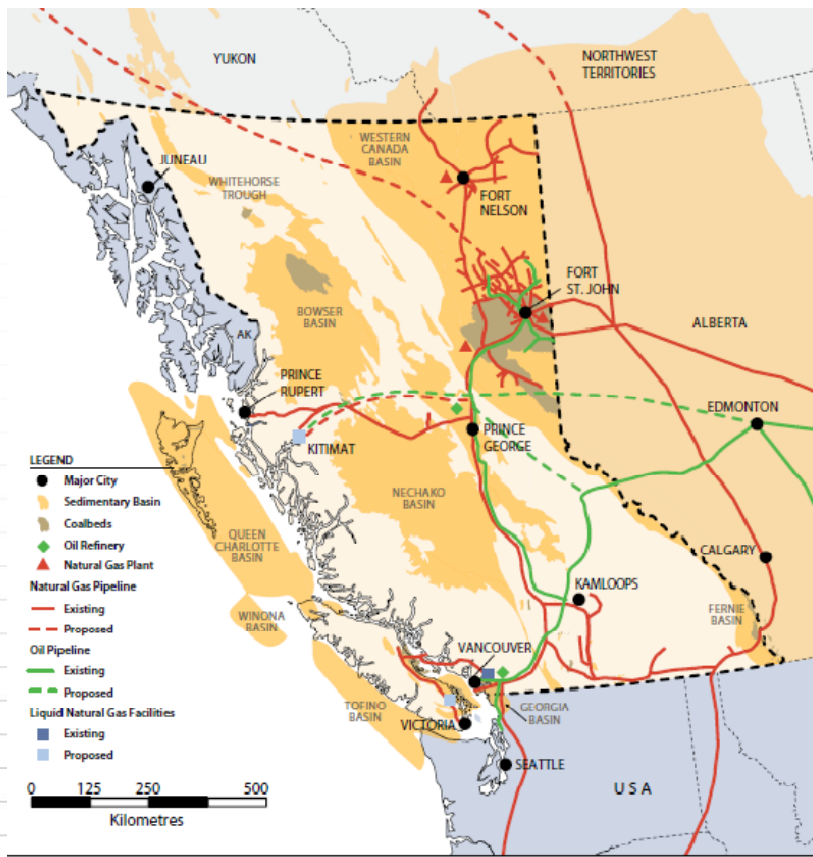 YUKON
NORTHWEST
TERRITORIES
WESTERN
CANADA
BASIN
JUNEAU
WHITEHORSE
TROUGH
FORT
NELSON
FORT
ST. JOHN
BOWSER
BASIN
ALBERTA
AK
PRINCE
RUPERT
EDMONTON
KITIMAT
PRINCE
GEORGE
LEGEND
Major City
Sedimentary Basin
Coalbeds
Oil Refinery
Natural Gas Plant
Natural Gas Pipeline
Existing
Proposed
Oil Pipeline
Existing
Proposed
Liquid Natural Gas Facilities
Existing
Proposed
0 125 250 500
Kilometres
NECHAKO
BASIN
QUEEN
CHARLOTTE
BASIN
CALGARY
KAMLOOPS
FERNIE
BASIN
WINONA
BASIN
VANCOUVER
TOFINO
BASIN
GEORGIA
BASIN
VICTORIA
SEATTLE
USA